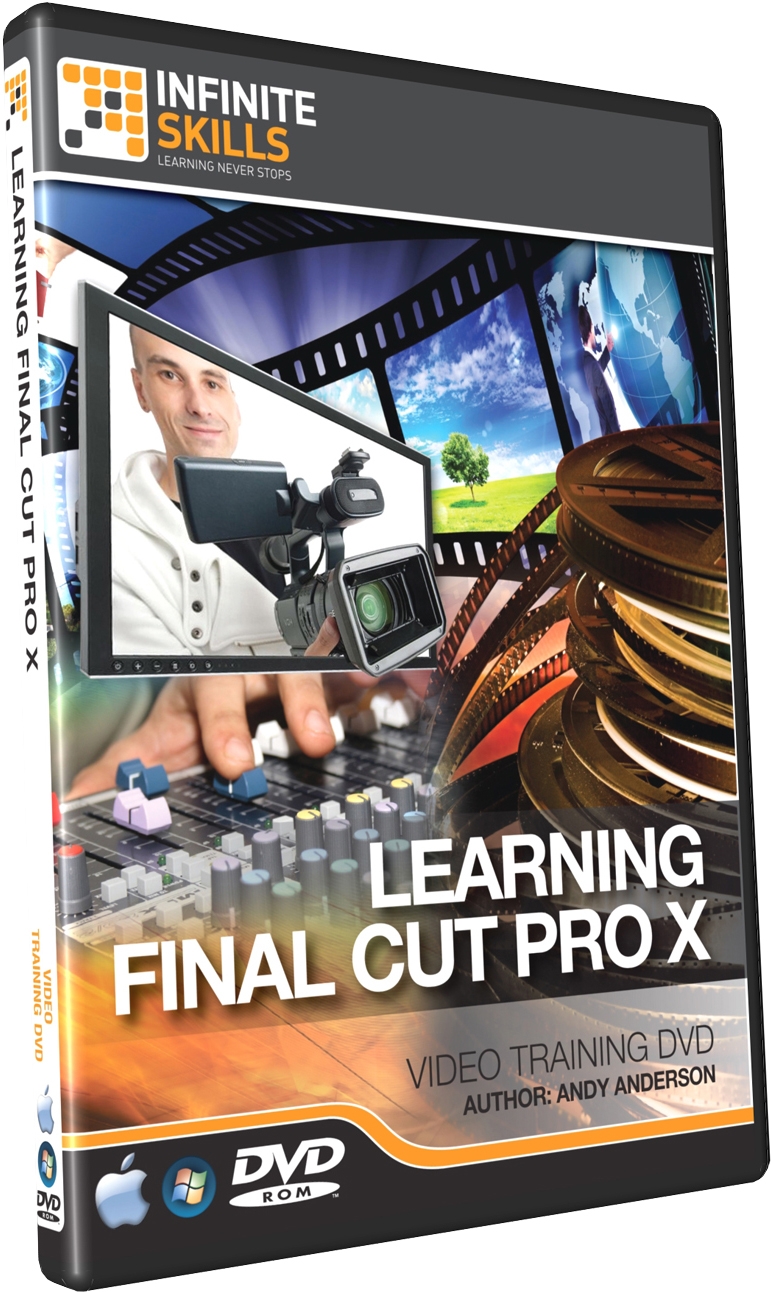 INFINITE
SKILLS
LEARNING NEVER STOPS
LEARNING FINAL CUT PRO X
LEARNING
FINAL CUT PRO X
VIDEO TRAINING DVD
AUTHOR: ANDY ANDERSON
VIDEO
TRAINING DVD
DVD
ROM
TM
DVD
ROM